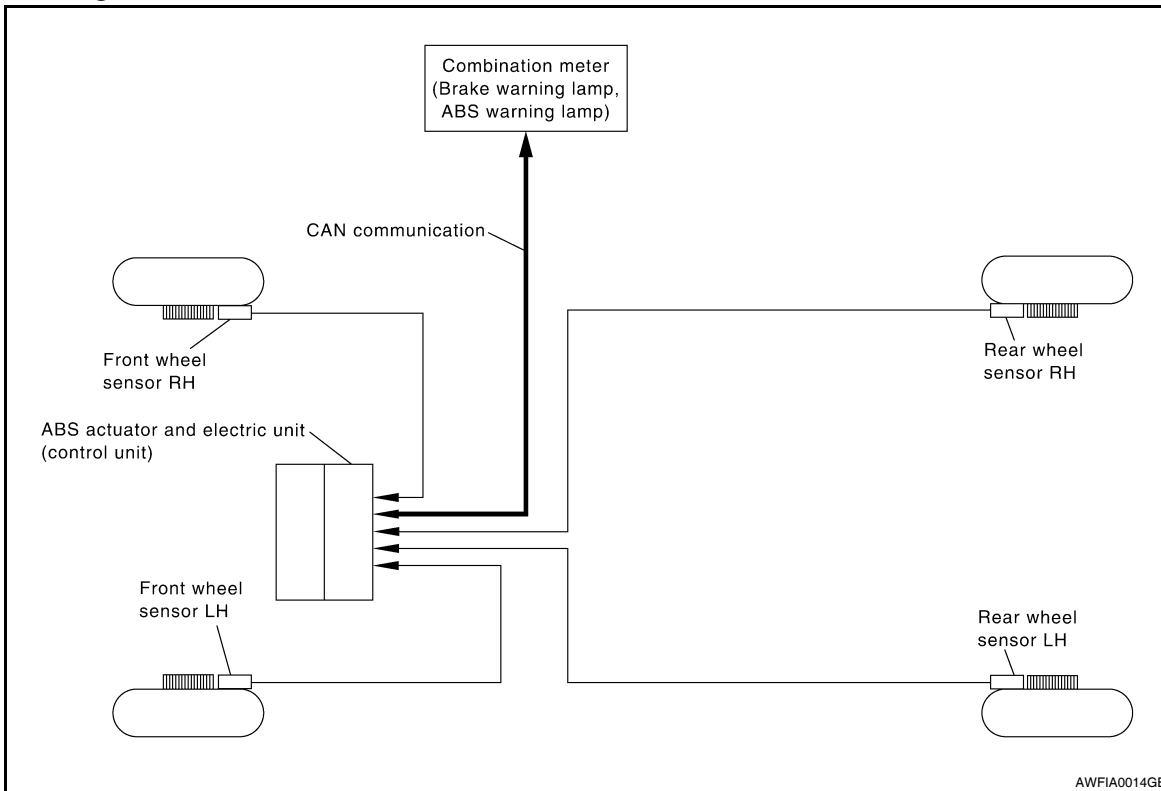 Combination meter
(Brake warning lamp,
ABS warning lamp)
CAN communication
Front wheel
sensor RH
Rear wheel
sensor RH
ABS actuator and electric unit
(control unit)
Front wheel
sensor LH
Rear wheel
sensor LH